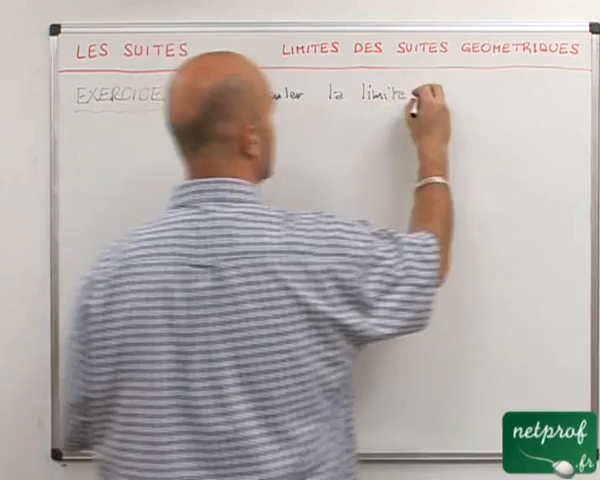 LES SUITES LIMITES DES SUITES GEOMETRIQUES
EXERCICE la limite
netprof
.fr